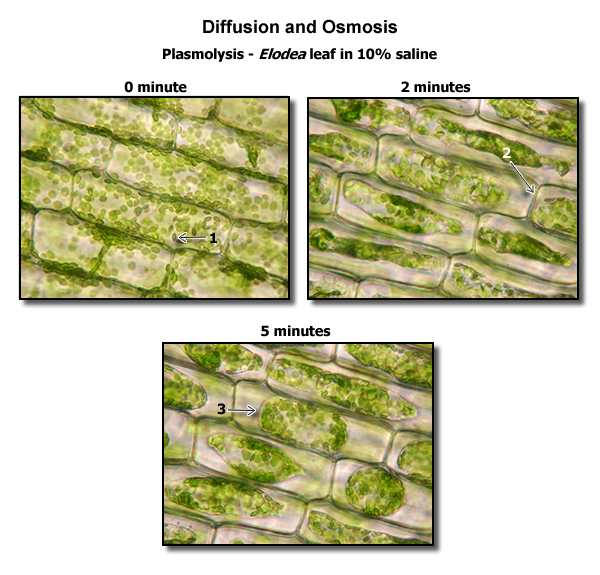 Diffusion and Osmosis
Plasmolysis - Elodea leaf in 10% saline
0 minute
2 minutes
2
1
5 minutes
3